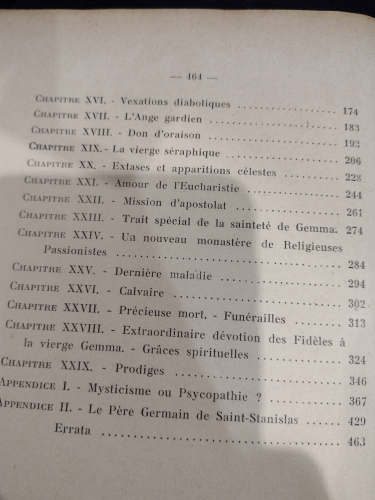 — 464 —
CHAPITRE XVI. - Vexations diaboliques ..................... 174
CHAPITRE XVII. - L'Ange gardien ..................... 183
CHAPITRE XVIII. - Don d'oraison ..................... 193
CHAPITRE XIX. - La vierge séraphique ..................... 206
CHAPITRE XX. - Extases et apparitions célestes ............ 228
CHAPITRE XXI. - Amour de l'Eucharistie .................. 244
CHAPITRE XXII. - Mission d'apostolat ..................... 261
CHAPITRE XXIII. - Trait spécial de la sainteté de Gemma. 274
CHAPITRE XXIV. - Un nouveau monastère de Religieuses
Passionistes ..................... 284
CHAPITRE XXV. - Dernière maladie ..................... 294
CHAPITRE XXVI. - Calvaire ..................... 302
CHAPITRE XXVII. - Précieuse mort. - Funérailles ......... 313
CHAPITRE XXVIII. - Extraordinaire dévotion des Fidèles à
la vierge Gemma. - Grâces spirituelles ............... 324
CHAPITRE XXIX. - Prodiges ..................... 346
APPENDICE I. - Mysticisme ou Psycopathie ? ............ 367
APPENDICE II. - Le Père Germain de Saint-Stanislas ...... 429
Errata ..................... 463